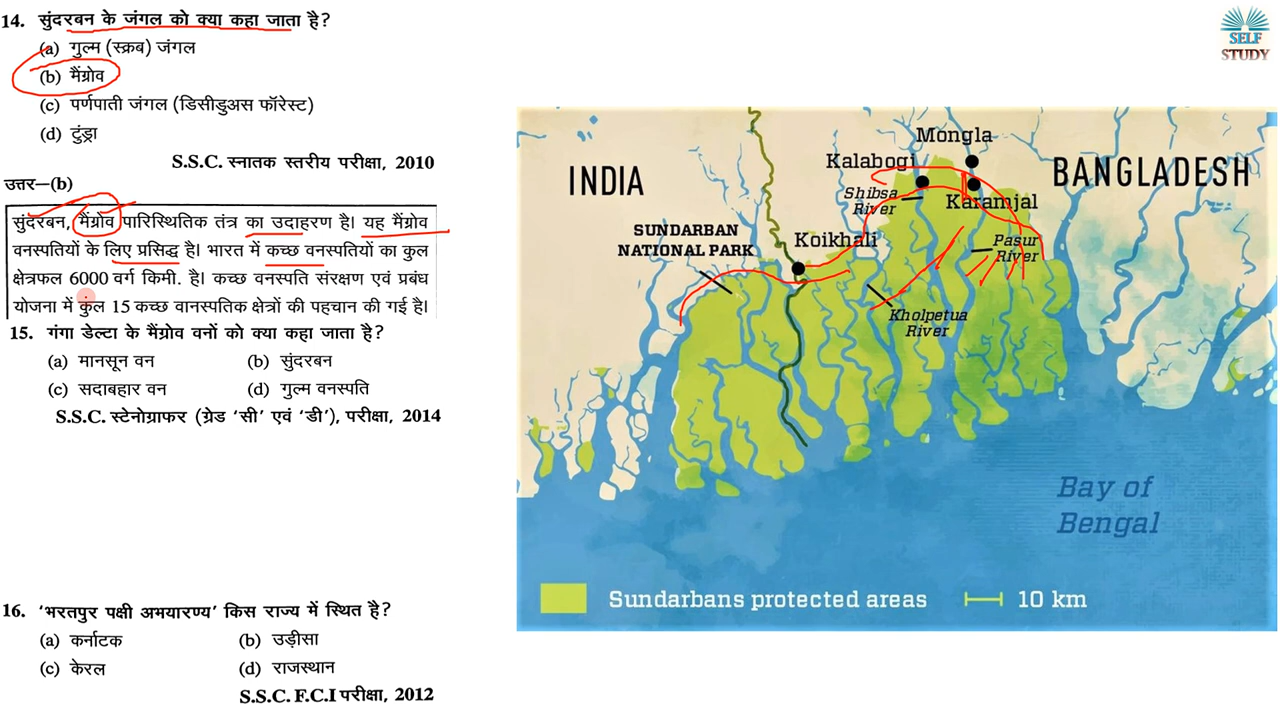 14. सुंदरबन के जंगल को क्या कहा जाता है?
(a) गुल्म (स्क्रब) जंगल
(b) मैंग्रोव
(c) पर्णपाती जंगल (डिसीडुअस फॉरेस्ट)
(d) टुंड्रा
S.S.C. स्नातक स्तरीय परीक्षा, 2010
उत्तर—(b)
सुंदरबन, मैंग्रोव पारिस्थितिक तंत्र का उदाहरण है। यह मैंग्रोव
वनस्पतियों के लिए प्रसिद्ध है। भारत में कच्छ वनस्पतियों का कुल
क्षेत्रफल 6000 वर्ग किमी. है। कच्छ वनस्पति संरक्षण एवं प्रबंध
योजना में कुल 15 कच्छ वानस्पतिक क्षेत्रों की पहचान की गई है।
15. गंगा डेल्टा के मैंग्रोव वनों को क्या कहा जाता है?
(a) मानसून वन (b) सुंदरबन
(c) सदाबहार वन (d) गुल्म वनस्पति
S.S.C. स्टेनोग्राफर (ग्रेड ‘सी’ एवं ‘डी’), परीक्षा, 2014
16. ‘भरतपुर पक्षी अभयारण्य’ किस राज्य में स्थित है?
(a) कर्नाटक (b) उड़ीसा
(c) केरल (d) राजस्थान
S.S.C. F.C.I परीक्षा, 2012
SELF
STUDY
Mongla
Kalabogi
INDIA
BANGLADESH
Shibsa
River
Karamjal
SUNDARBAN
NATIONAL PARK
Koikhali
Pasur
River
Kholpetua
River
Bay of
Bengal
Sundarbans protected areas
10 km